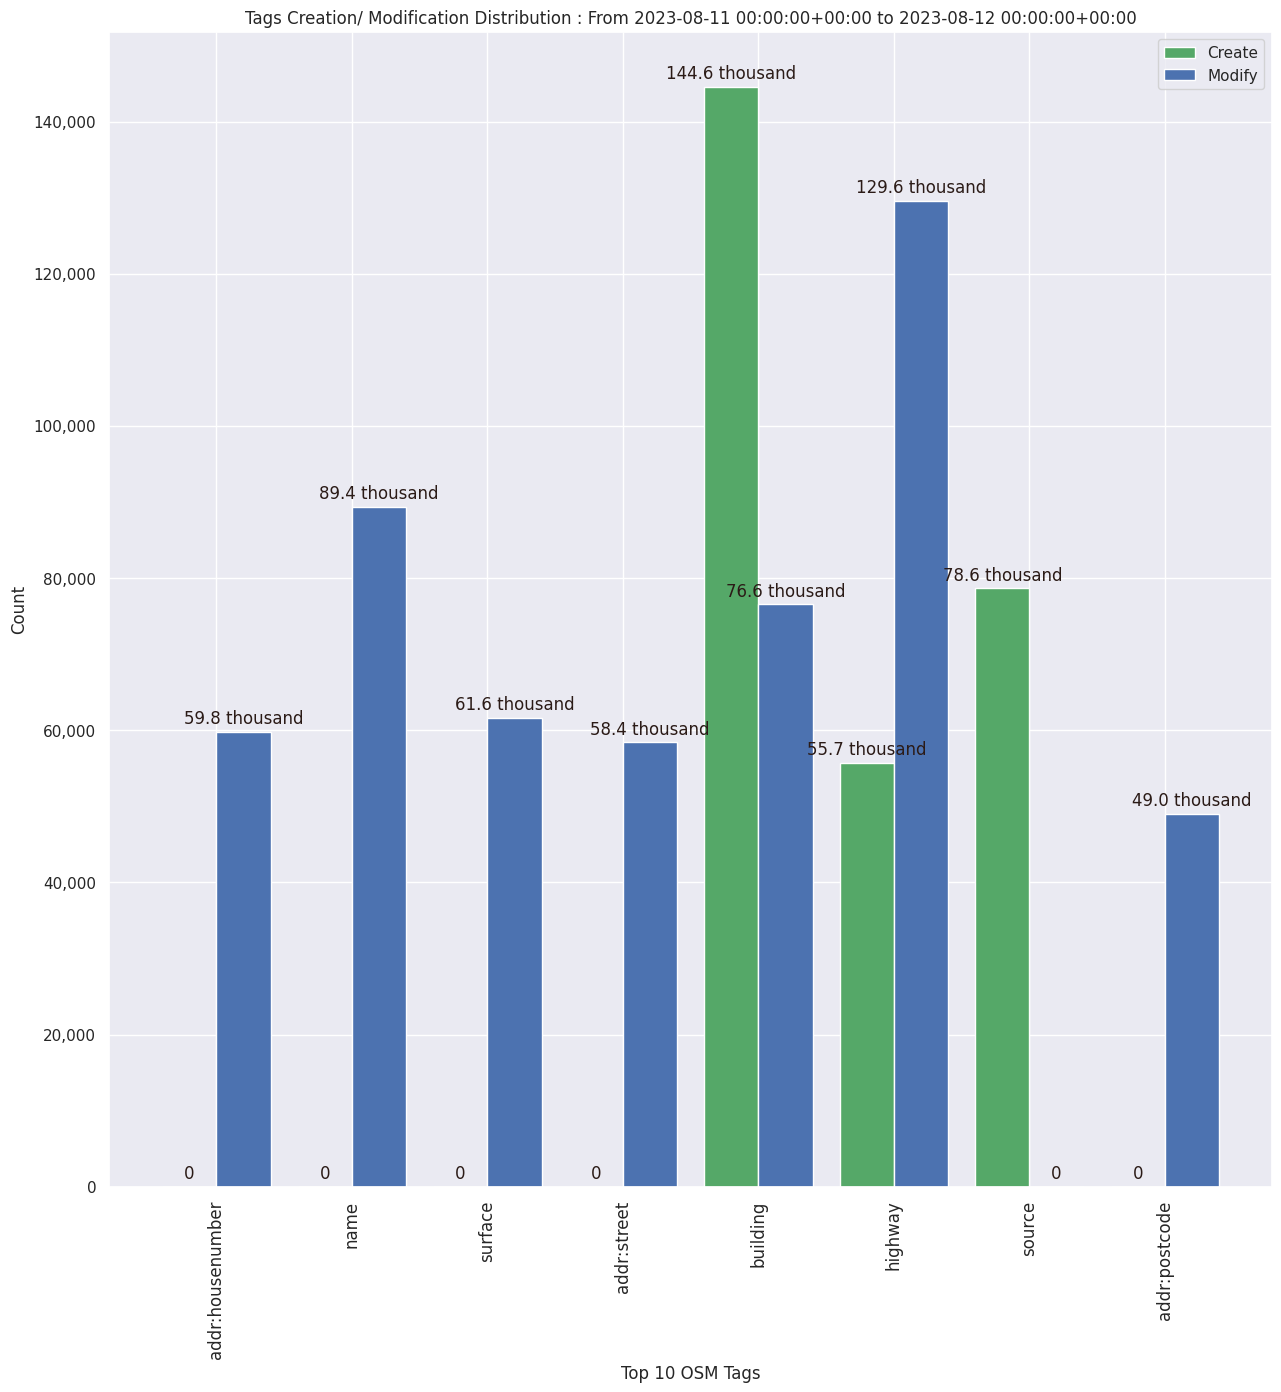 Tags Creation/ Modification Distribution : From 2023-08-11 00:00:00+00:00 to 2023-08-12 00:00:00+00:00
Create
Modify
144.6 thousand
140,000
129.6 thousand
120,000
100,000
89.4 thousand
80,000
78.6 thousand
76.6 thousand
Count
61.6 thousand
59.8 thousand
58.4 thousand
60,000
55.7 thousand
49.0 thousand
40,000
20,000
0
0
0
0
0
0
0
addr:housenumber
name
surface
addr:street
building
highway
source
addr:postcode
Top 10 OSM Tags